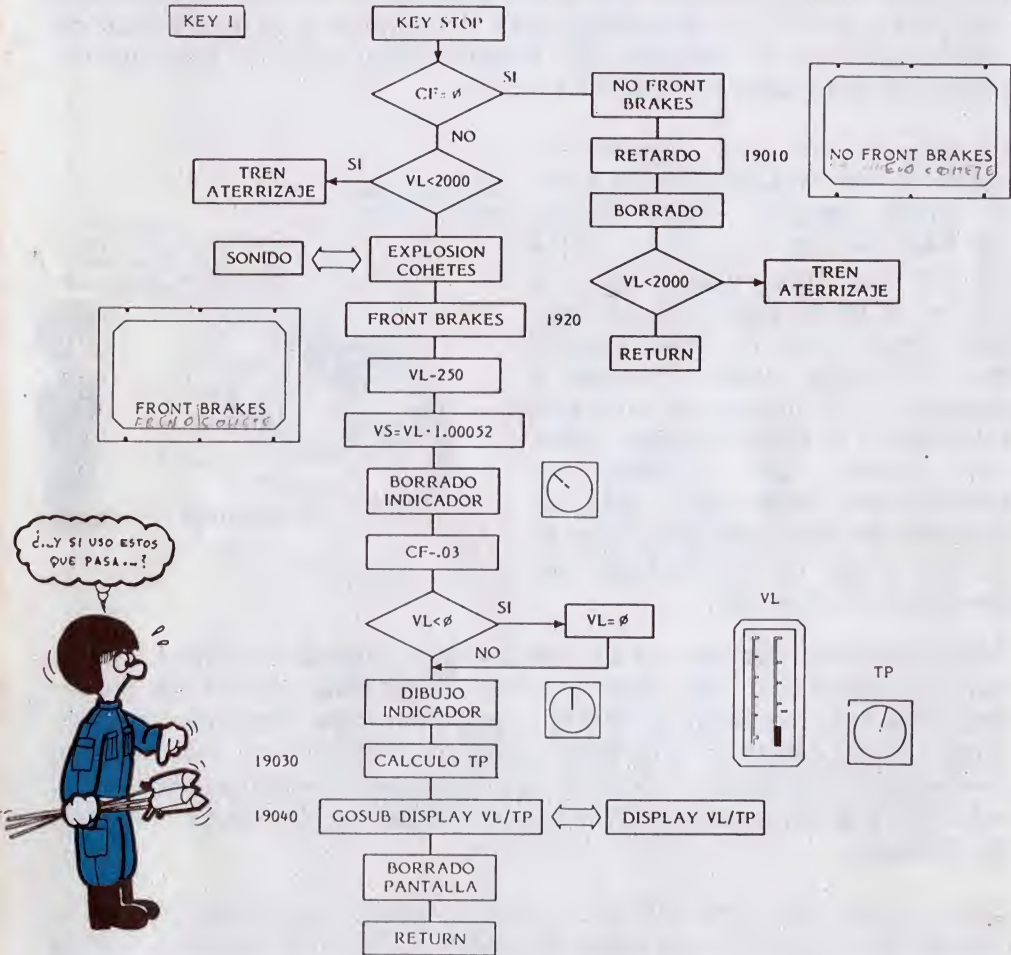 KEY 1
KEY STOP
CF=Ø
SI
NO
NO FRONT
BRAKES
RETARDO
19010
BORRADO
VL<2000
TREN
ATERRIZAJE
RETURN
NO FRONT BRAKES
VL<2000
SI
TREN
ATERRIZAJE
SONIDO
EXPLOSION
COHETES
FRONT BRAKES
1920
VL-250
VS=VL·1.00052
FRONT BRAKES
FRENO COHETE
BORRADO
INDICADOR
CF-.03
VL<Ø
SI
VL=Ø
NO
DIBUJO
INDICADOR
19030
CALCULO TP
19040
GOSUB DISPLAY VL/TP
DISPLAY VL/TP
BORRADO
PANTALLA
RETURN
VL
TP
¿...Y SI USO ESTOS
QUE PASA...?